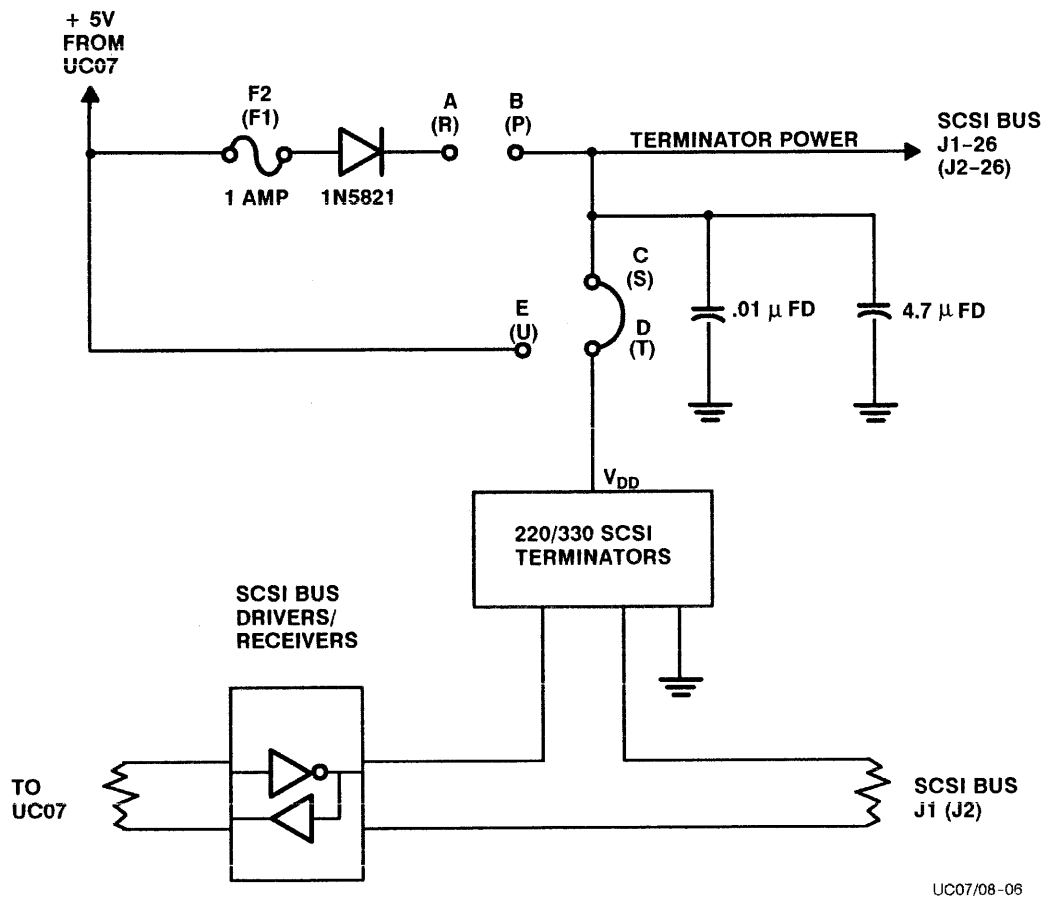 + 5V
FROM
UC07
F2
(F1)
1 AMP
1N5821
A
(R)
B
(P)
TERMINATOR POWER
SCSI BUS
J1-26
(J2-26)
C
(S)
D
(T)
E
(U)
.01 µ FD
4.7 µ FD
VDD
220/330 SCSI
TERMINATORS
SCSI BUS
DRIVERS/
RECEIVERS
TO
UC07
SCSI BUS
J1 (J2)
UC07/08-06